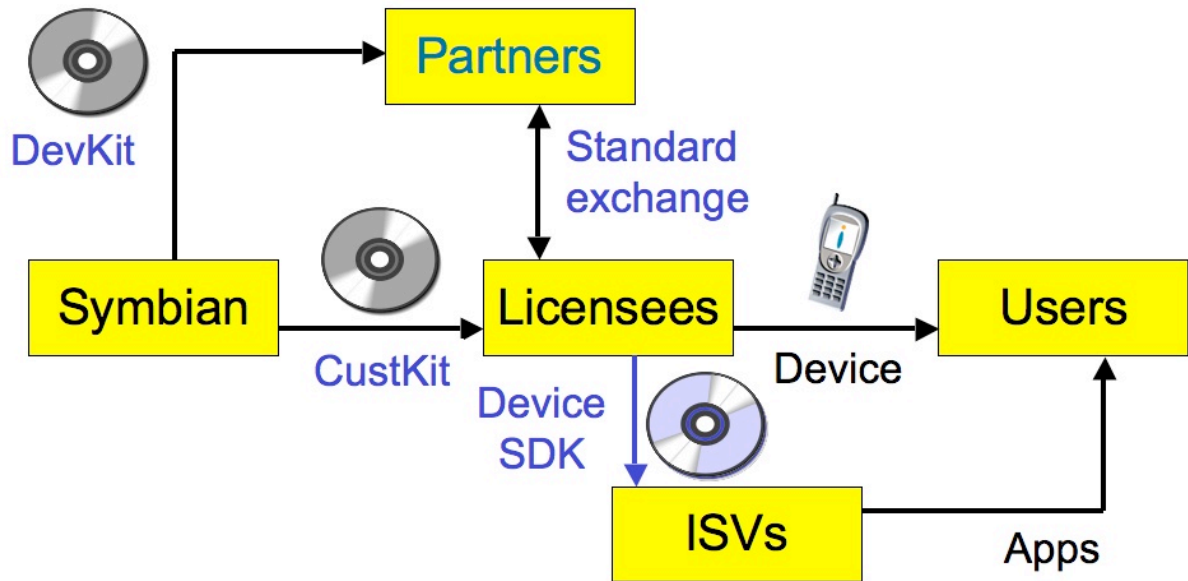 Partners
DevKit
Standard
exchange
Symbian
Licensees
Users
CustKit
Device
Device
SDK
ISVs
Apps